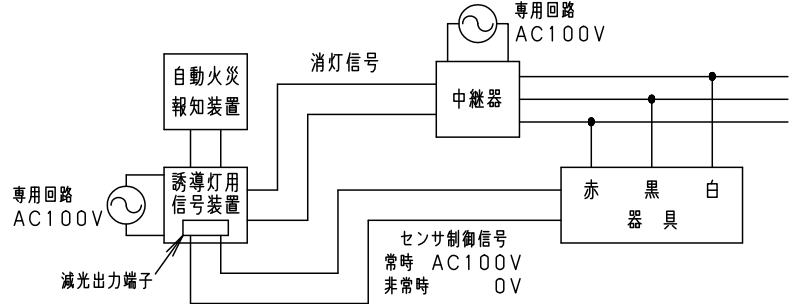 専用回路
AC100V
消灯信号
自動火災
報知装置
中継器
誘導灯用
信号装置
専用回路
AC100V
赤 黒 白
器具
センサ制御信号
常時 AC100V
非常時 0V
減光出力端子